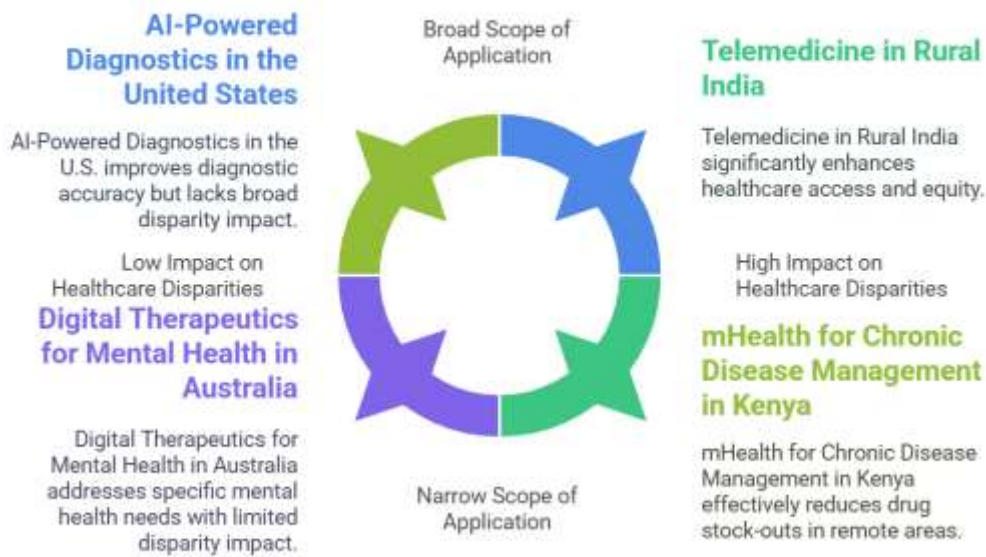 AI-Powered
Diagnostics in the
United States
AI-Powered Diagnostics in the
U.S. improves diagnostic
accuracy but lacks broad
disparity impact.
Broad Scope of
Application
Telemedicine in Rural
India
Telemedicine in Rural India
significantly enhances
healthcare access and equity.
Low Impact on
Healthcare Disparities
High Impact on
Healthcare Disparities
Digital Therapeutics
for Mental Health in
Australia
Digital Therapeutics for
Mental Health in Australia
addresses specific mental
health needs with limited
disparity impact.
Narrow Scope of
Application
mHealth for Chronic
Disease Management
in Kenya
mHealth for Chronic Disease
Management in Kenya
effectively reduces drug
stock-outs in remote areas.